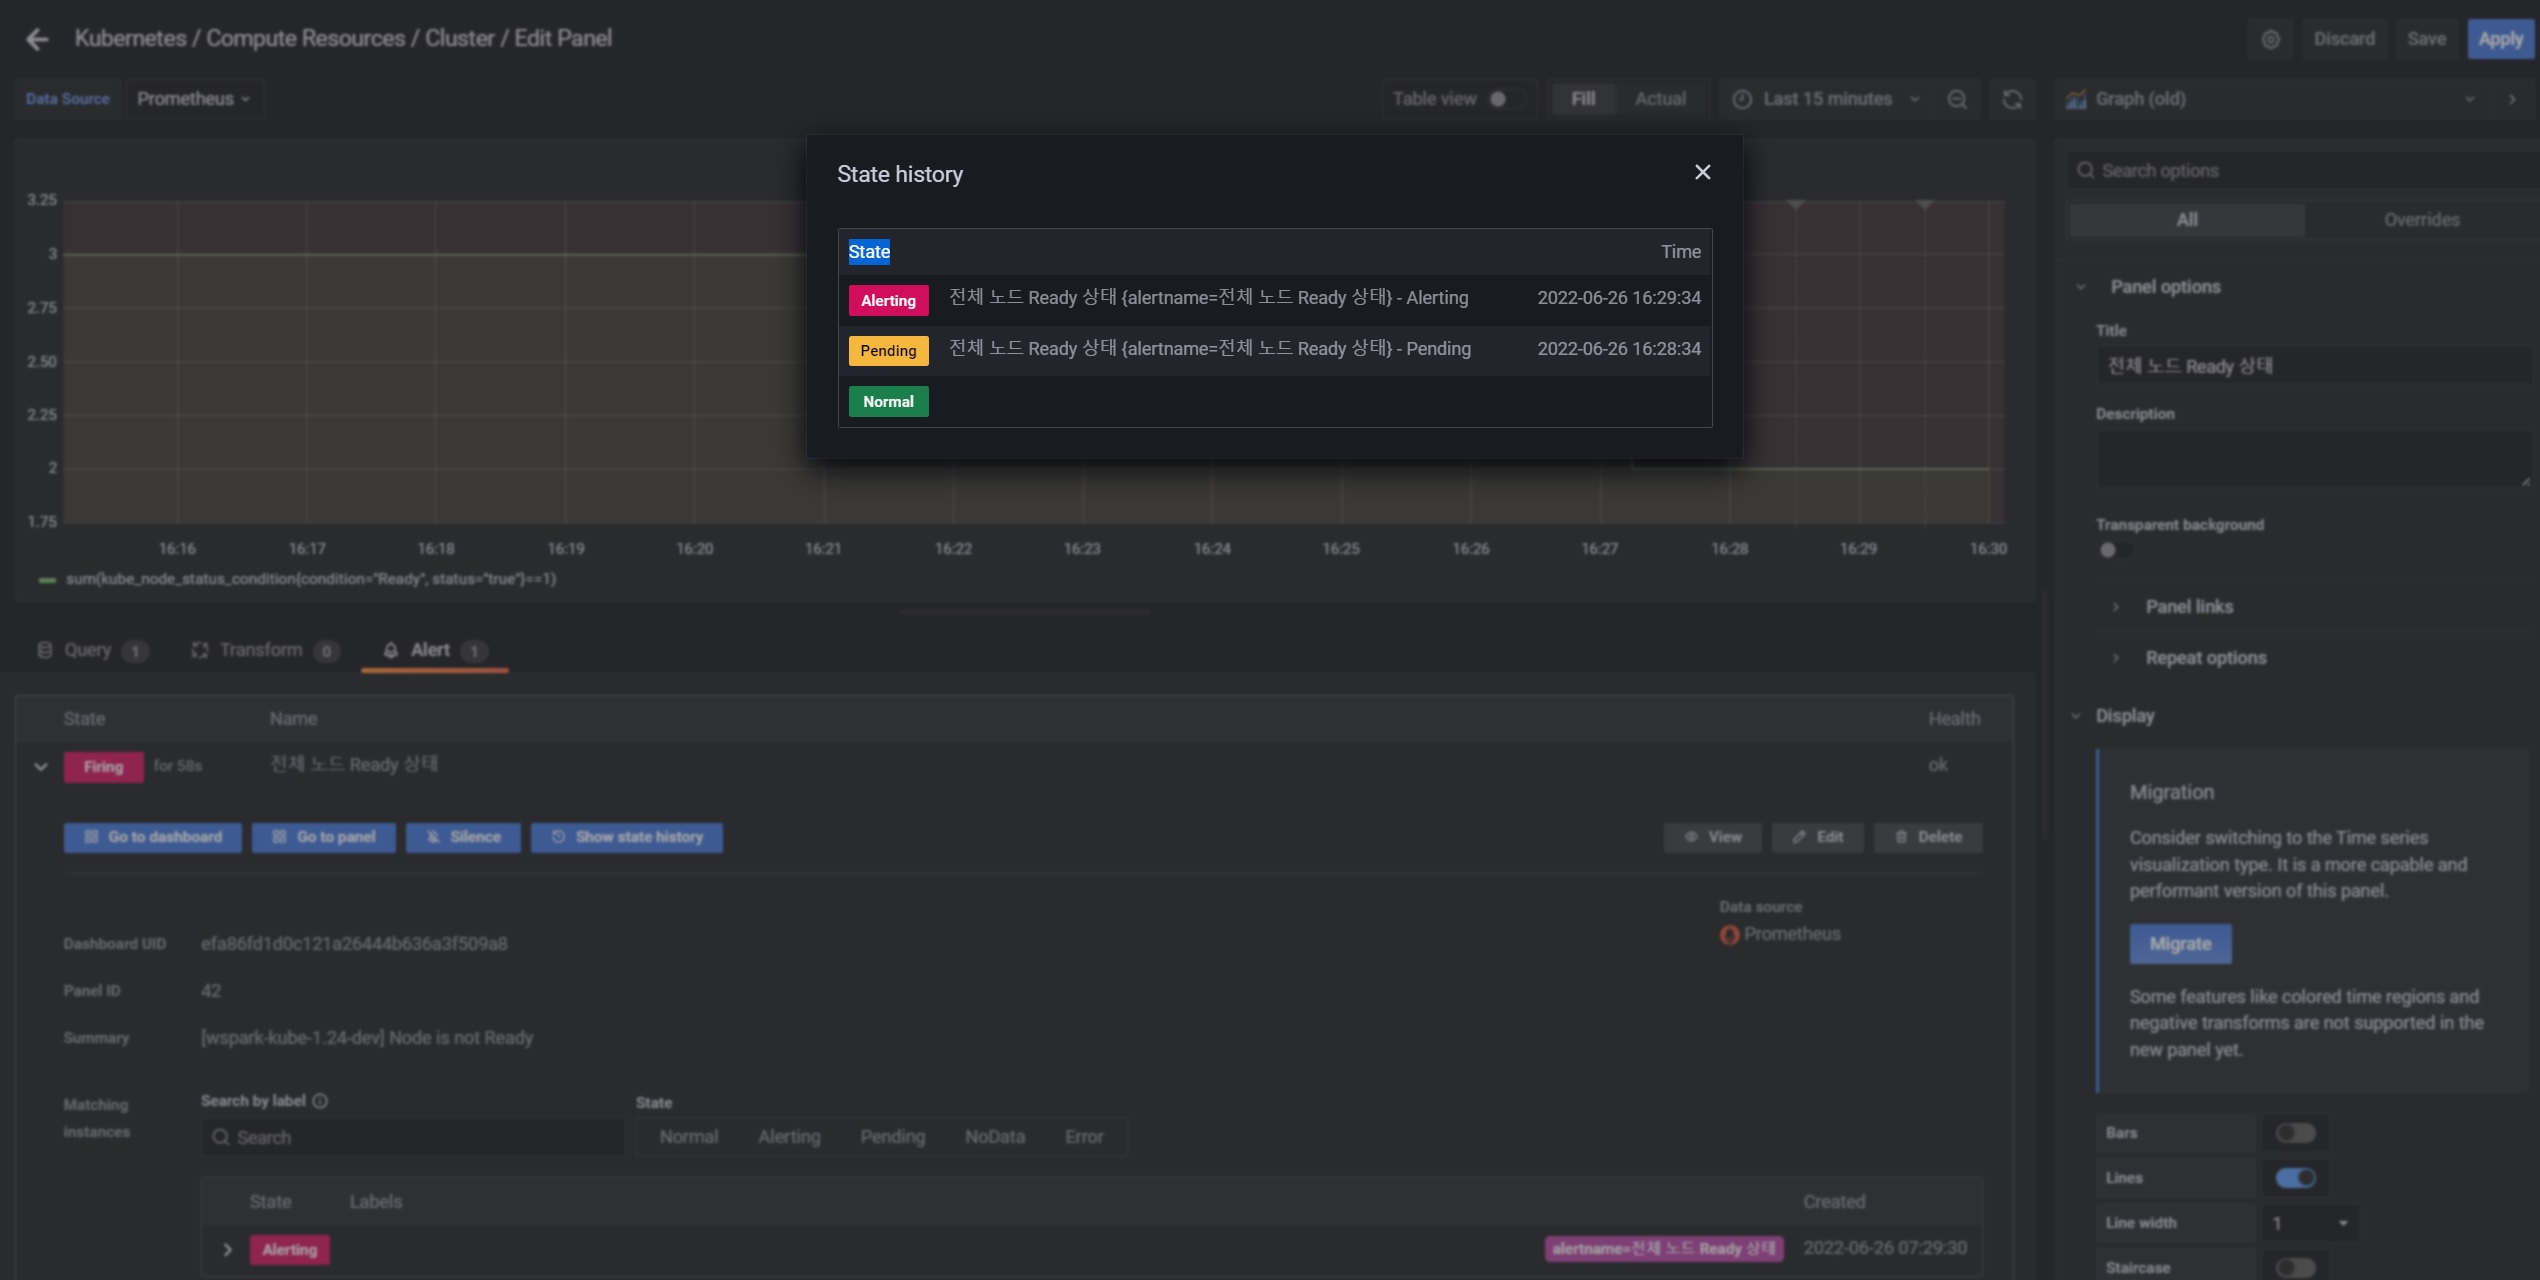 Kubernetes / Compute Resources / Cluster / Edit Panel
Discard
Save
Apply
Data Source
Prometheus
Table view
Fill
Actual
Last 15 minutes
Graph (old)
State history
State
Time
Alerting
전체 노드 Ready 상태 {alertname=전체 노드 Ready 상태} - Alerting
2022-06-26 16:29:34
Pending
전체 노드 Ready 상태 {alertname=전체 노드 Ready 상태} - Pending
2022-06-26 16:28:34
Normal
3.25
3
2.75
2.50
2.25
2
1.75
16:16
16:17
16:18
16:19
16:20
16:21
16:22
16:23
16:24
16:25
16:26
16:27
16:28
16:29
16:30
sum(kube_node_status_condition{condition="Ready", status="true"}==1)
Query 1
Transform 0
Alert 1
State
Name
Health
Firing
for 58s
전체 노드 Ready 상태
ok
Go to dashboard
Go to panel
Silence
Show state history
View
Edit
Delete
Data source
Prometheus
Dashboard UID
efa86fd1d0c121a26444b636a3f509a8
Panel ID
42
Summary
[wspark-kube-1.24-dev] Node is not Ready
Matching
instances
Search by label
Search
State
Normal
Alerting
Pending
NoData
Error
State
Labels
Created
Alerting
alertname=전체 노드 Ready 상태
2022-06-26 07:29:30
Search options
All
Overrides
Panel options
Title
전체 노드 Ready 상태
Description
Transparent background
Panel links
Repeat options
Display
Migration
Consider switching to the Time series
visualization type. It is a more capable and
performant version of this panel.
Migrate
Some features like colored time regions and
negative transforms are not supported in the
new panel yet.
Bars
Lines
Line width
1
Staircase